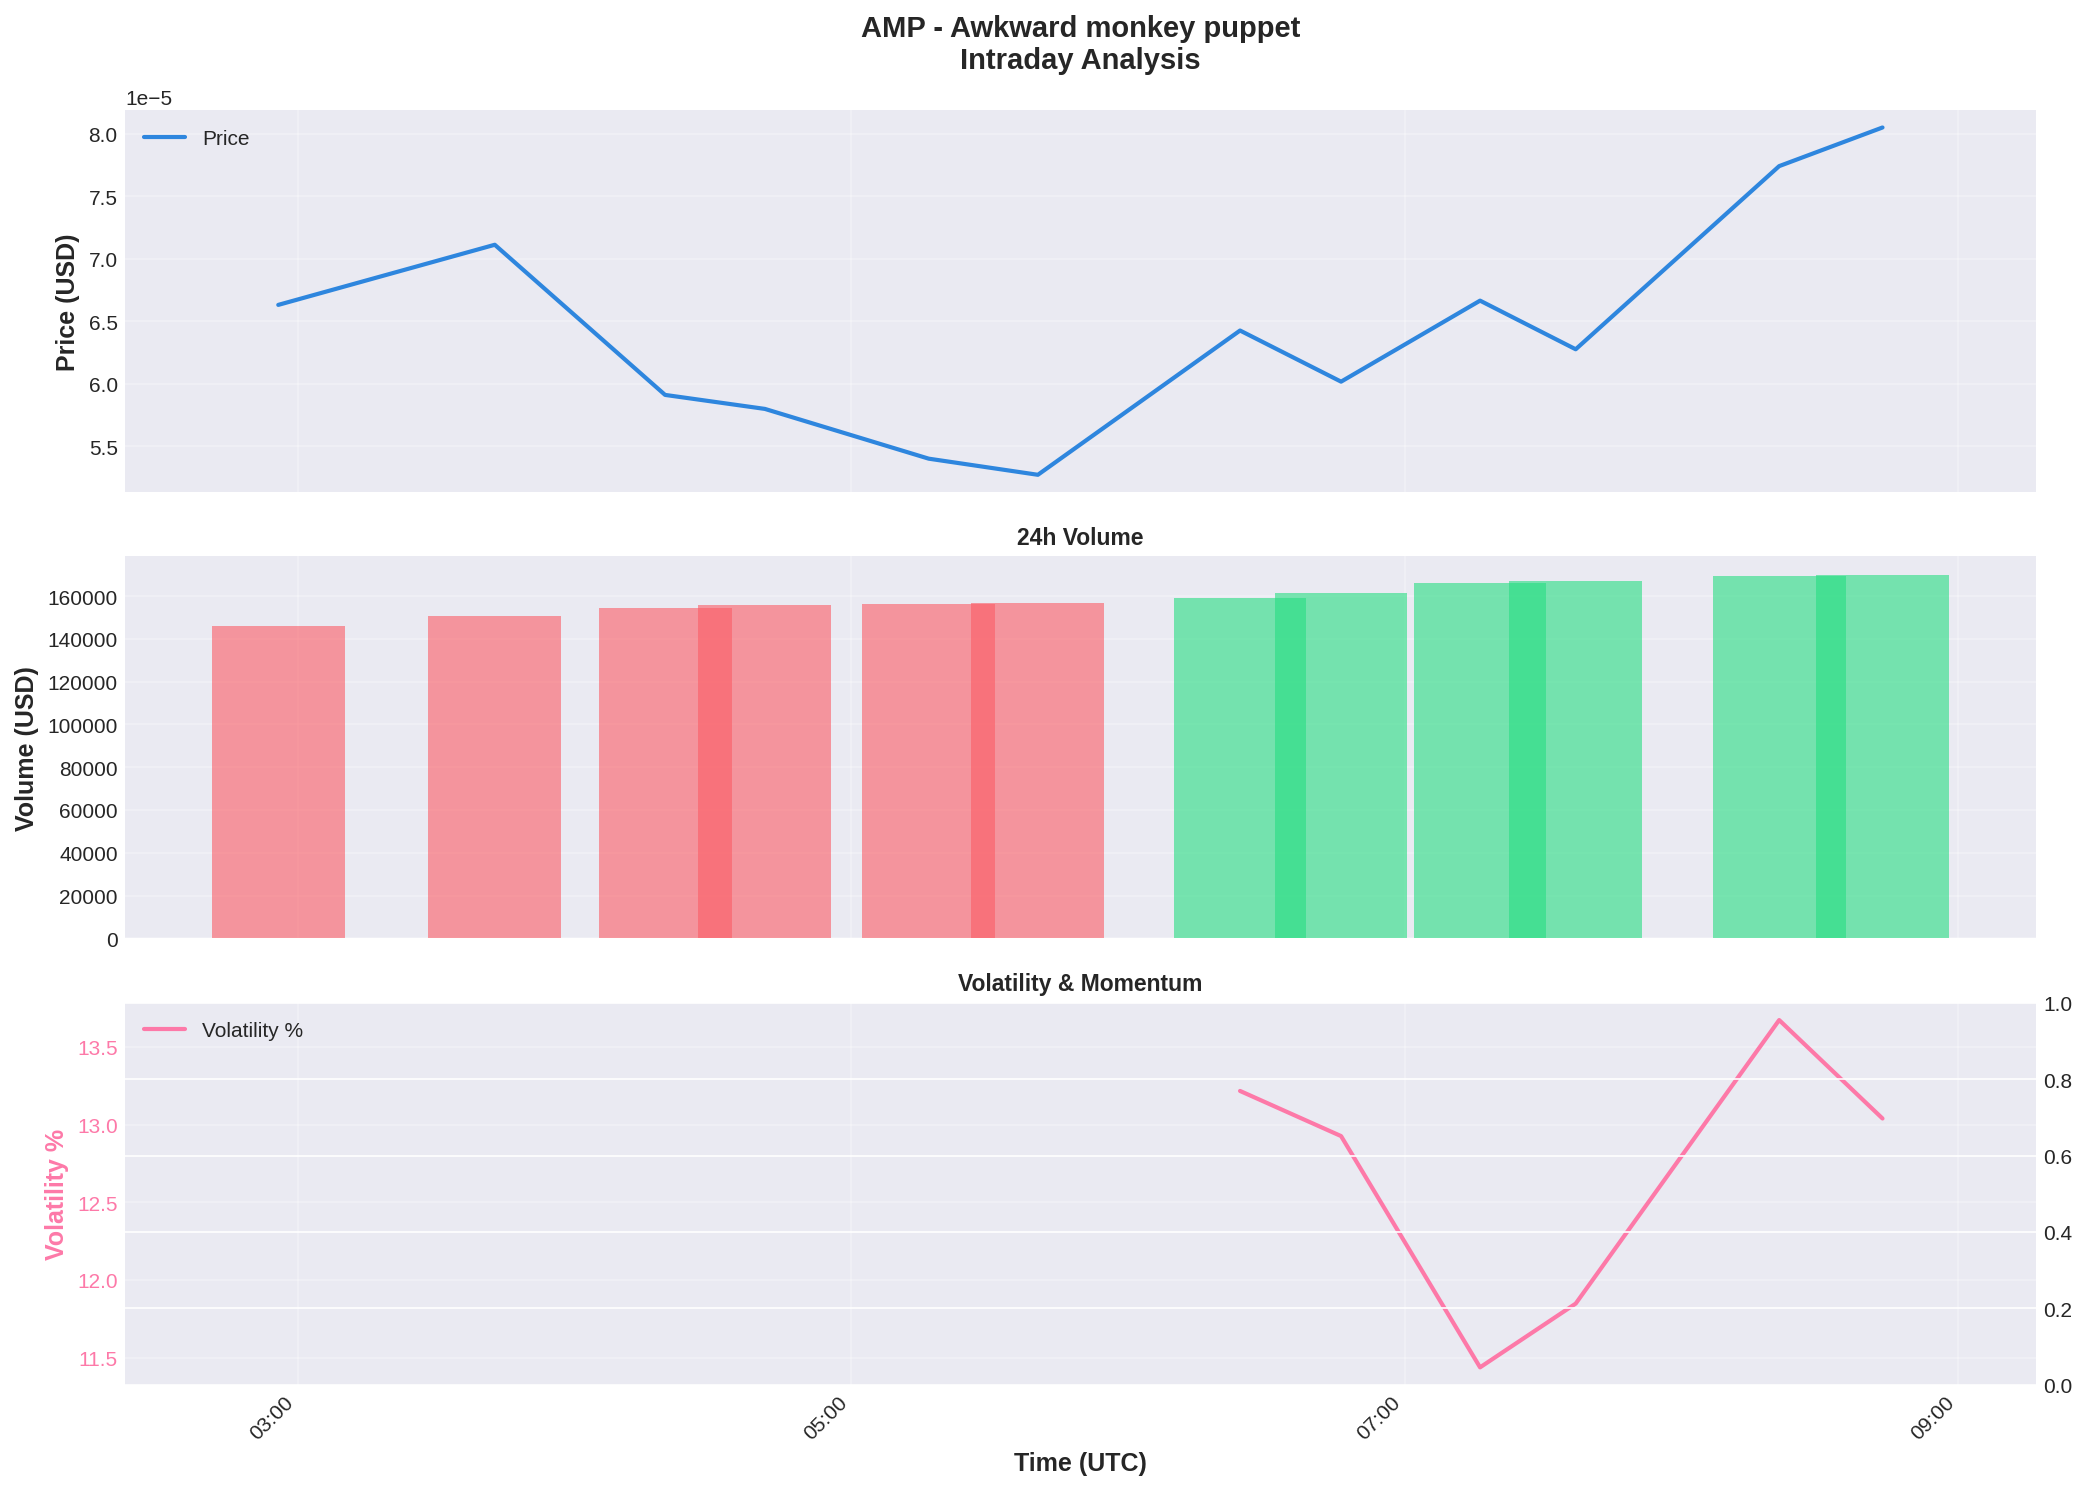 AMP - Awkward monkey puppet
Intraday Analysis
1e−5
Price
8.0
7.5
7.0
6.5
6.0
5.5
Price (USD)
24h Volume
160000
140000
120000
100000
80000
60000
40000
20000
0
Volume (USD)
Volatility & Momentum
Volatility %
13.5
13.0
12.5
12.0
11.5
Volatility %
1.0
0.8
0.6
0.4
0.2
0.0
03:00
05:00
07:00
09:00
Time (UTC)